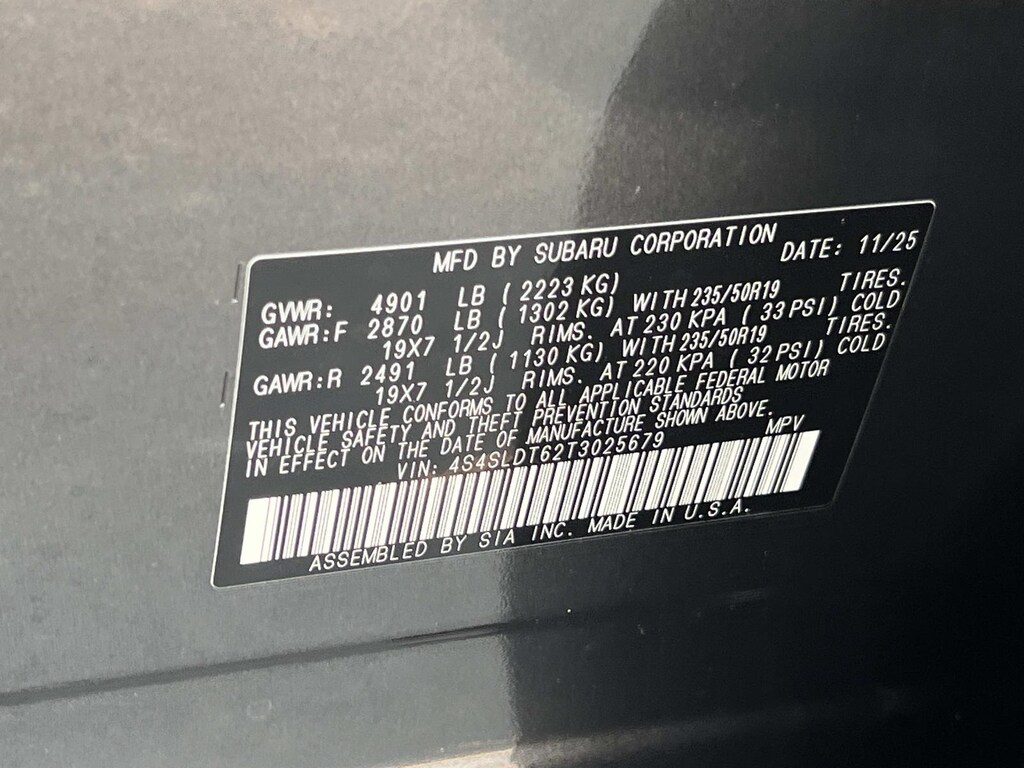 MFD BY SUBARU CORPORATION DATE: 11/25
GVWR: 4901 LB ( 2223 KG)
GAWR:F 2870 LB ( 1302 KG) WITH 235/50R19 TIRES.
19X7 1/2J RIMS. AT 230 KPA ( 33 PSI) COLD
GAWR:R 2491 LB ( 1130 KG) WITH 235/50R19 TIRES.
19X7 1/2J RIMS. AT 220 KPA ( 32 PSI) COLD
THIS VEHICLE CONFORMS TO ALL APPLICABLE FEDERAL MOTOR
VEHICLE SAFETY AND THEFT PREVENTION STANDARDS
IN EFFECT ON THE DATE OF MANUFACTURE SHOWN ABOVE.
VIN: 4S4SLDT62T3025679 MPV
ASSEMBLED BY SIA INC. MADE IN U.S.A.